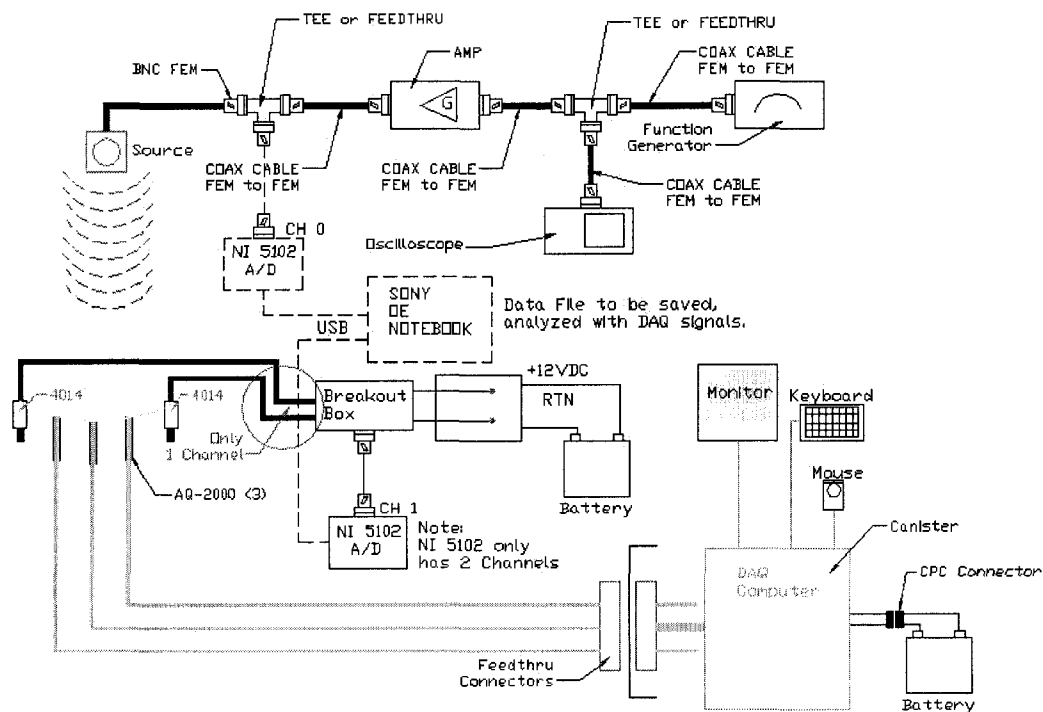 TEE or FEEDTHRU
TEE or FEEDTHRU
BNC FEM
AMP
COAX CABLE
FEM to FEM
G
Source
COAX CABLE
FEM to FEM
COAX CABLE
FEM to FEM
Function
Generator
COAX CABLE
FEM to FEM
CH 0
Oscilloscope
NI 5102
A/D
SONY
OE
NOTEBOOK
Data File to be saved,
analyzed with DAQ signals.
USB
4014
4014
Breakout
Box
+12VDC
RTN
Only
1 Channel
Battery
Monitor
Keyboard
Mouse
AQ-2000 (3)
CH 1
NI 5102
A/D
Note:
NI 5102 only
has 2 Channels
Canister
DAQ
Computer
CPC Connector
Feedthru
Connectors
Battery